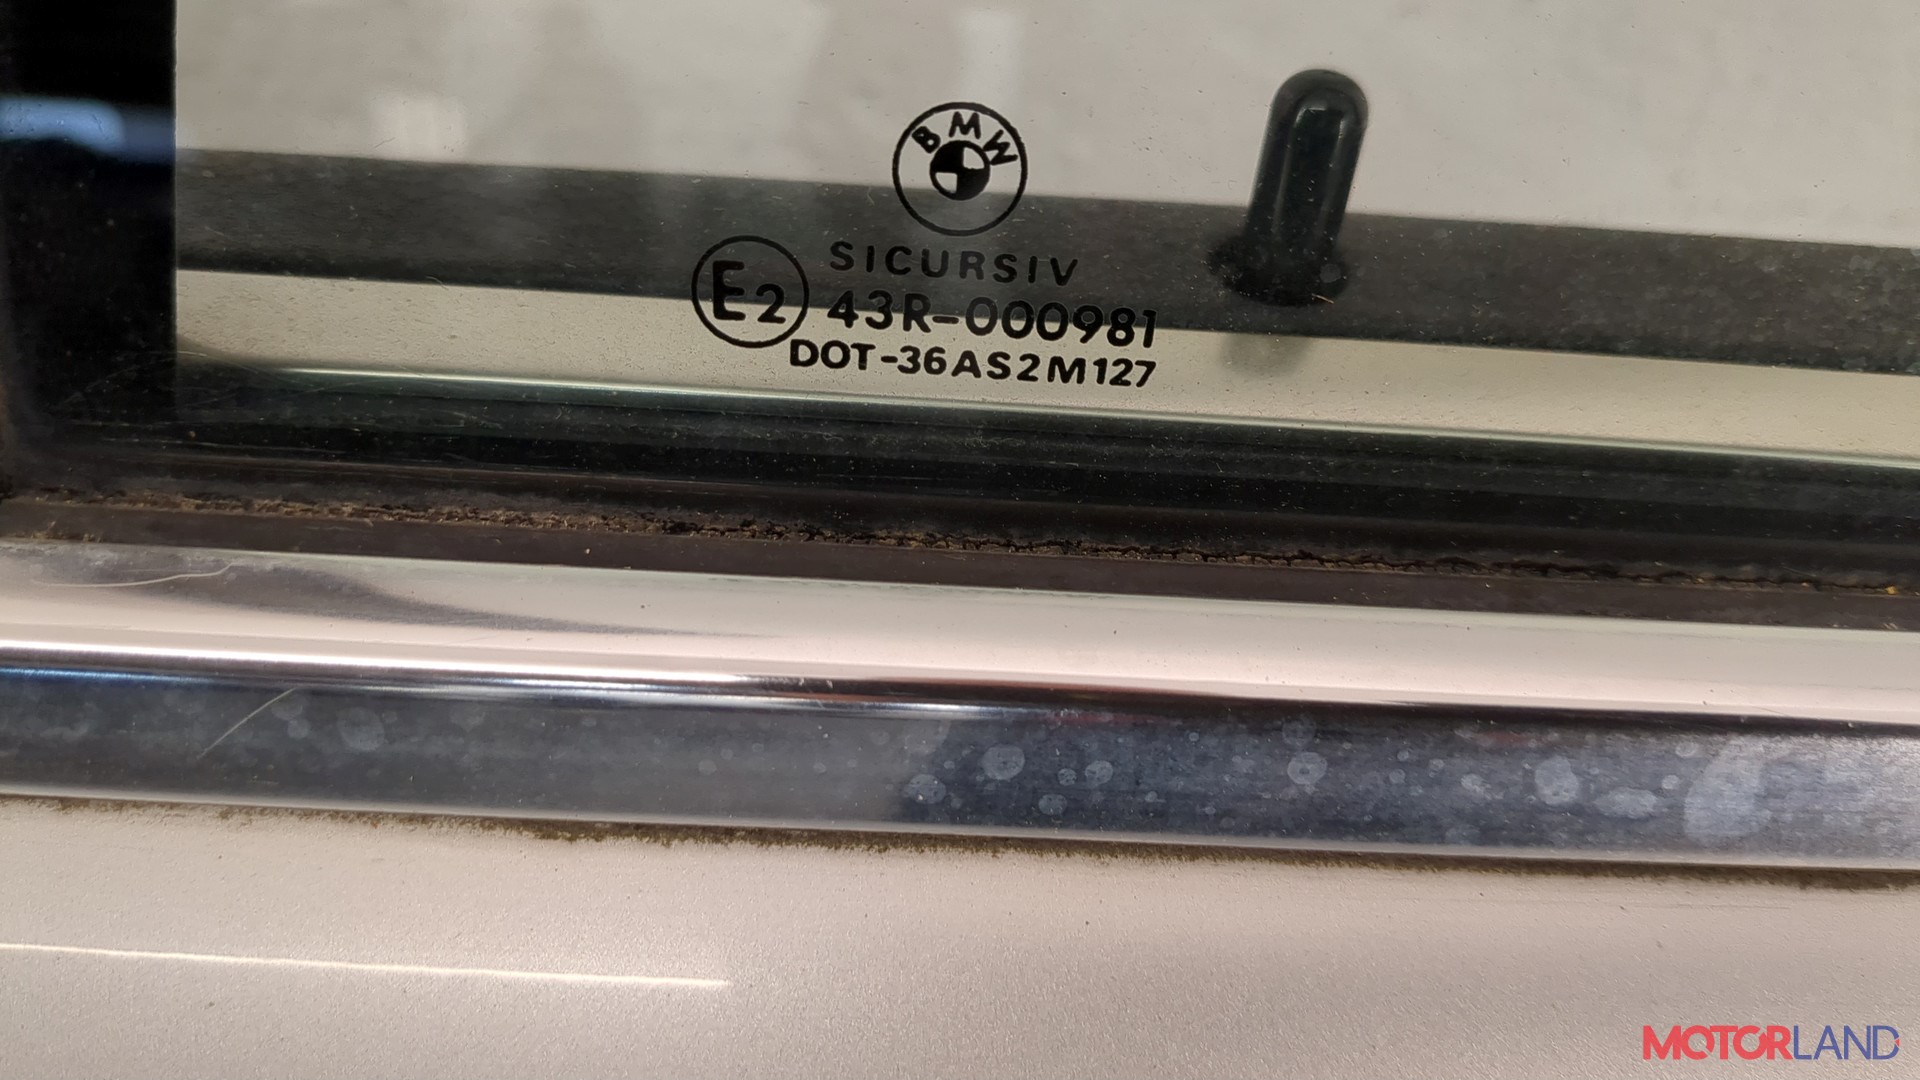 BMW
SICURSIV
E2 43R-000981
DOT-36AS2M127
MOTORLAND